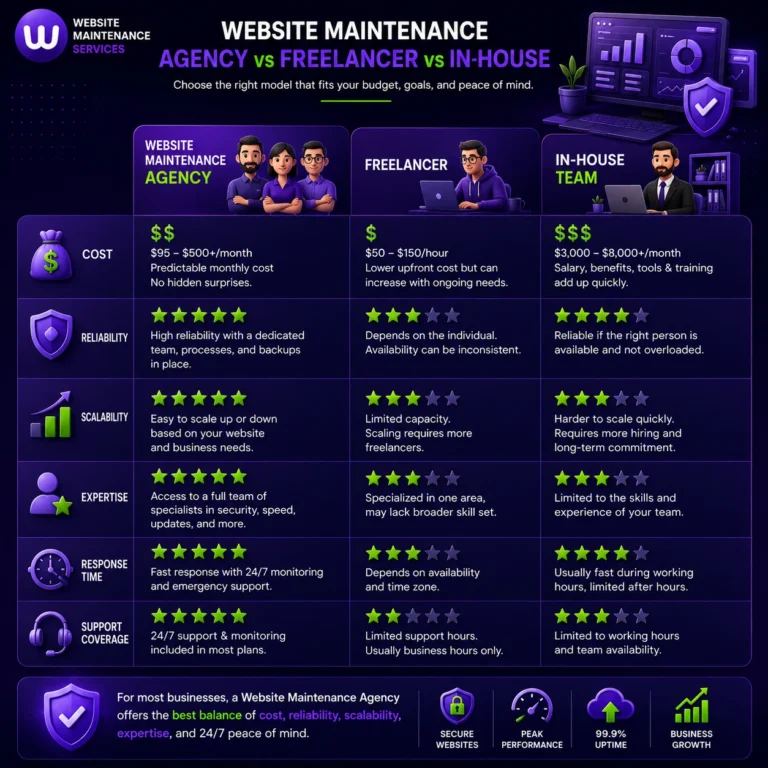 W
WEBSITE
MAINTENANCE
SERVICES
WEBSITE MAINTENANCE
AGENCY vs FREELANCER vs IN-HOUSE
Choose the right model that fits your budget, goals, and peace of mind.
WEBSITE
MAINTENANCE
AGENCY
FREELANCER
IN-HOUSE
TEAM
COST
$$
$95 – $500+/month
Predictable monthly cost
No hidden surprises.
$
$50 – $150/hour
Lower upfront cost but can
increase with ongoing needs.
$$$
$3,000 – $8,000+/month
Salary, benefits, tools & training
add up quickly.
RELIABILITY
High reliability with a dedicated
team, processes, and backups
in place.
Depends on the individual.
Availability can be inconsistent.
Reliable if the right person is
available and not overloaded.
SCALABILITY
Easy to scale up or down
based on your website
and business needs.
Limited capacity.
Scaling requires more
freelancers.
Harder to scale quickly.
Requires more hiring and
long-term commitment.
EXPERTISE
Access to a full team of
specialists in security, speed,
updates, and more.
Specialized in one area,
may lack broader skill set.
Limited to the skills and
experience of your team.
RESPONSE
TIME
Fast response with 24/7 monitoring
and emergency support.
Depends on availability
and time zone.
Usually fast during working
hours, limited after hours.
SUPPORT
COVERAGE
24/7 support & monitoring
included in most plans.
Limited support hours.
Usually business hours only.
Limited to working hours
and team availability.
For most businesses, a Website Maintenance Agency
offers the best balance of cost, reliability, scalability,
expertise, and 24/7 peace of mind.
SECURE
WEBSITES
PEAK
PERFORMANCE
99.9%
UPTIME
BUSINESS
GROWTH